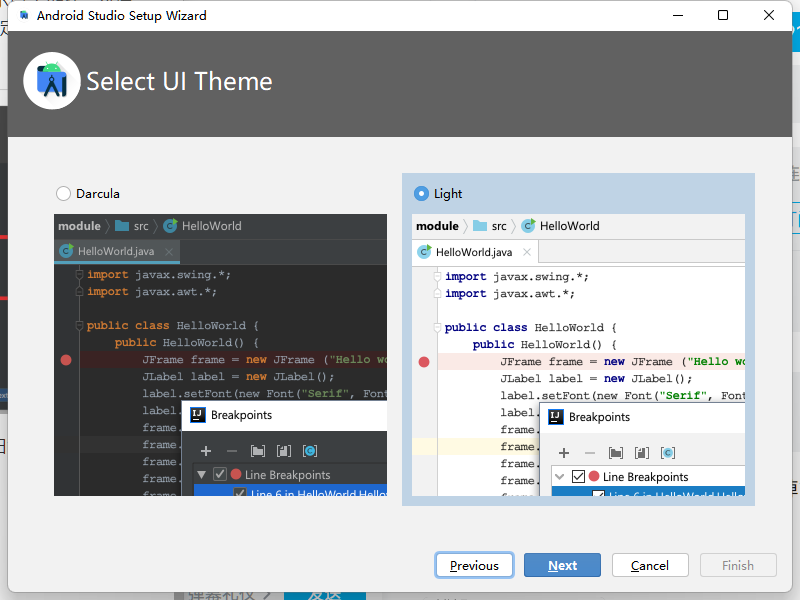 Android Studio Setup Wizard
Select UI Theme
Darcula
module src HelloWorld
HelloWorld.java
import javax.swing.*;
import javax.awt.*;
public class HelloWorld {
public HelloWorld() {
JFrame frame = new JFrame ("Hello wo
JLabel label = new JLabel();
label.setFont(new Font("Serif", Font
label.
frame.
frame.
frame.
frame.
Breakpoints
Line Breakpoints
Line 6 in HelloWorld.Hello
Light
module src HelloWorld
HelloWorld.java
import javax.swing.*;
import javax.awt.*;
public class HelloWorld {
public HelloWorld() {
JFrame frame = new JFrame ("Hello wo
JLabel label = new JLabel();
label.setFont(new Font("Serif", Font
label.
frame.
frame.
frame.
frame.
Breakpoints
Line Breakpoints
Line 6 in HelloWorld.Hello
Previous Next Cancel Finish
发送